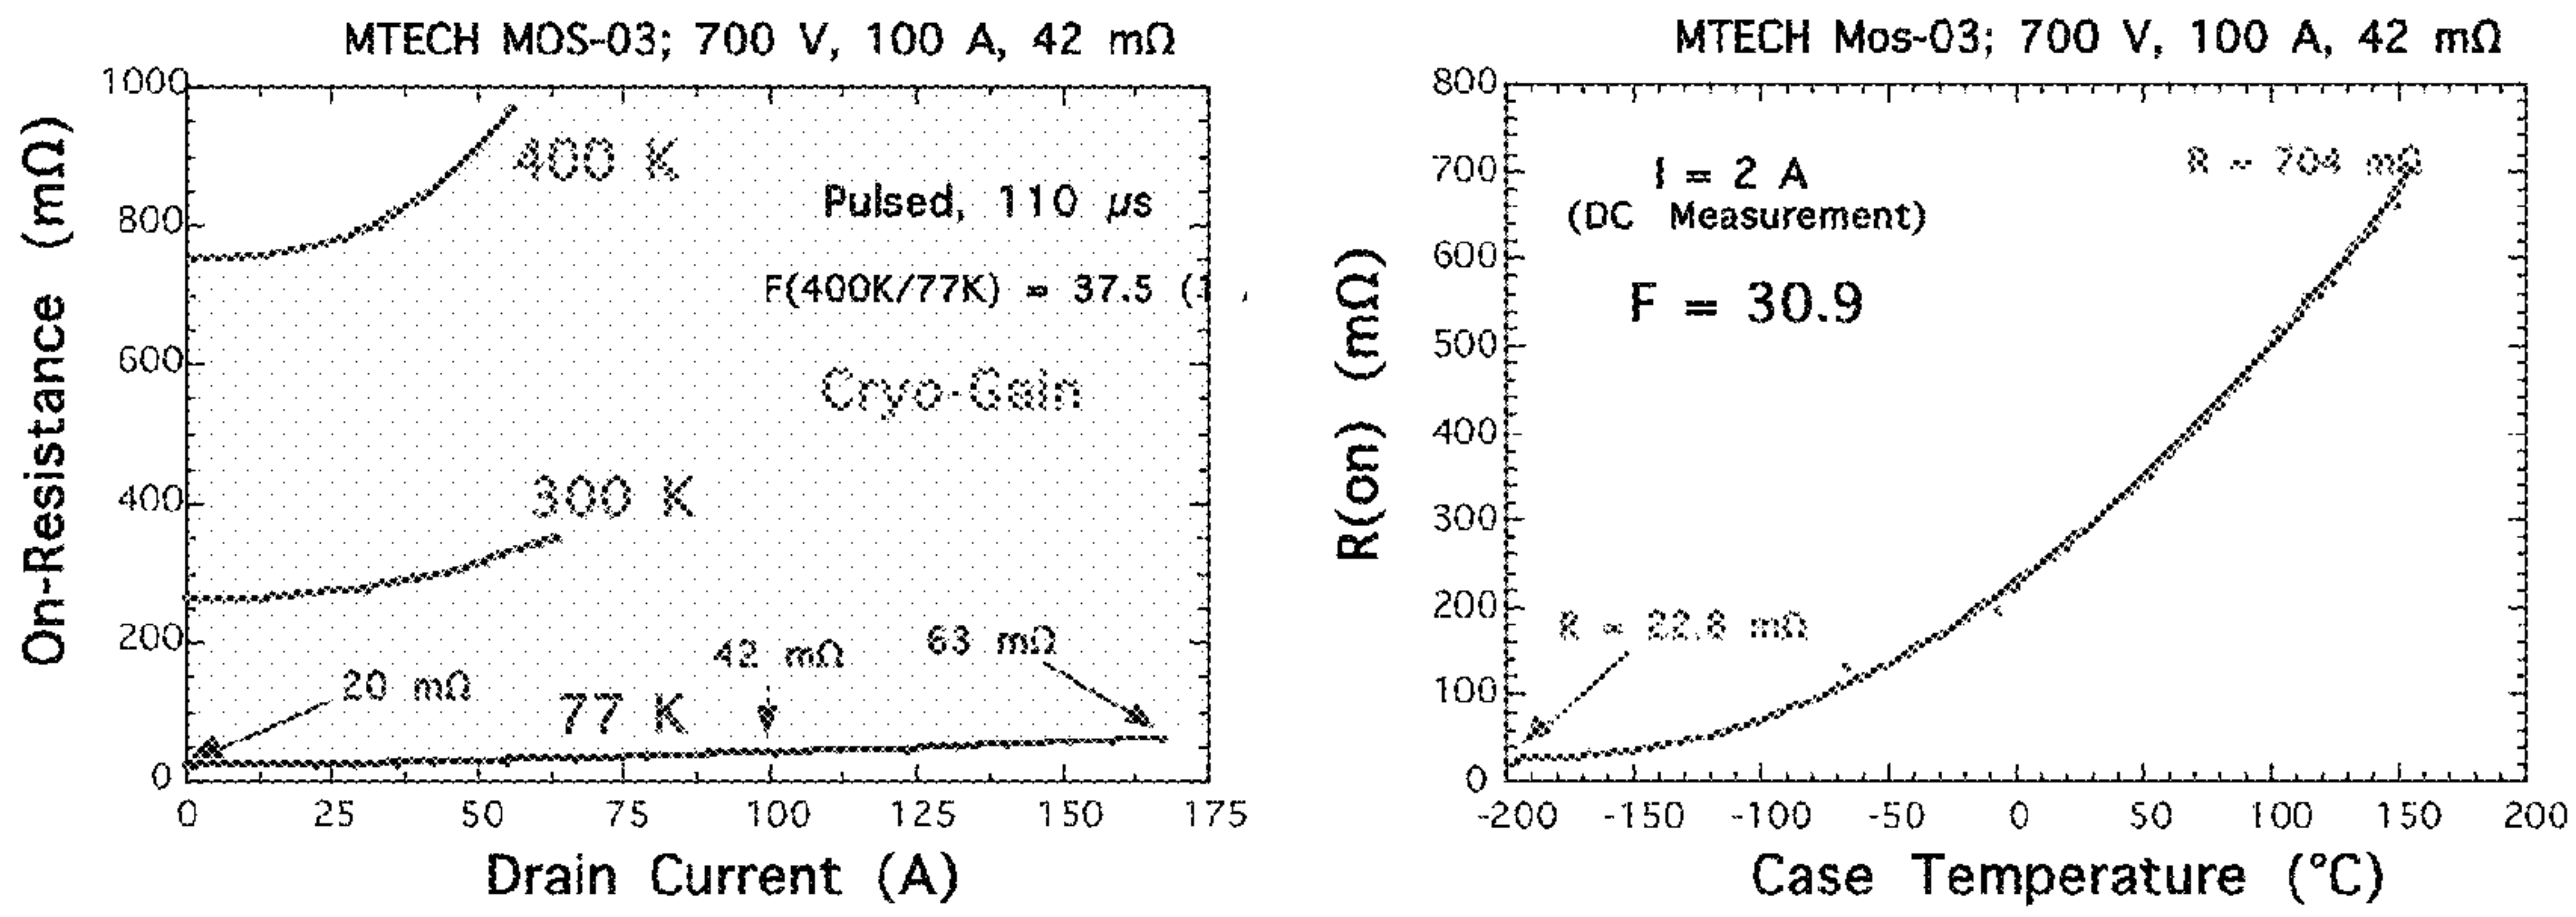 MTECH MOS-03; 700 V, 100 A, 42 mΩ
On-Resistance (mΩ)
1000
800
600
400
200
0
400 K
Pulsed, 110 µs
F(400K/77K) = 37.5 (
Cryo-Gain
300 K
20 mΩ
77 K
42 mΩ
63 mΩ
0 25 50 75 100 125 150 175
Drain Current (A)
MTECH Mos-03; 700 V, 100 A, 42 mΩ
R(on) (mΩ)
800
700
600
500
400
300
200
100
0
I = 2 A
(DC Measurement)
F = 30.9
R = 704 mΩ
R = 22.8 mΩ
-200 -150 -100 -50 0 50 100 150 200
Case Temperature (°C)